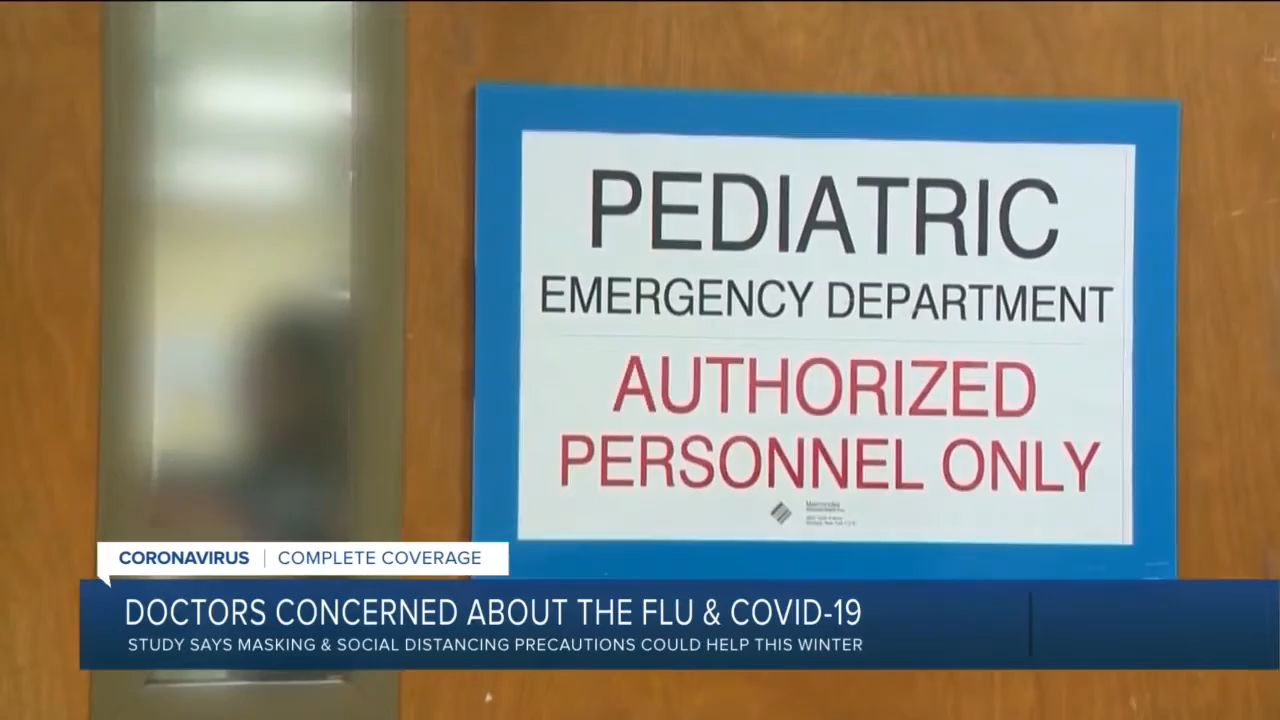 PEDIATRIC
EMERGENCY DEPARTMENT
AUTHORIZED
PERSONNEL ONLY
CORONAVIRUS | COMPLETE COVERAGE
DOCTORS CONCERNED ABOUT THE FLU & COVID-19
STUDY SAYS MASKING & SOCIAL DISTANCING PRECAUTIONS COULD HELP THIS WINTER